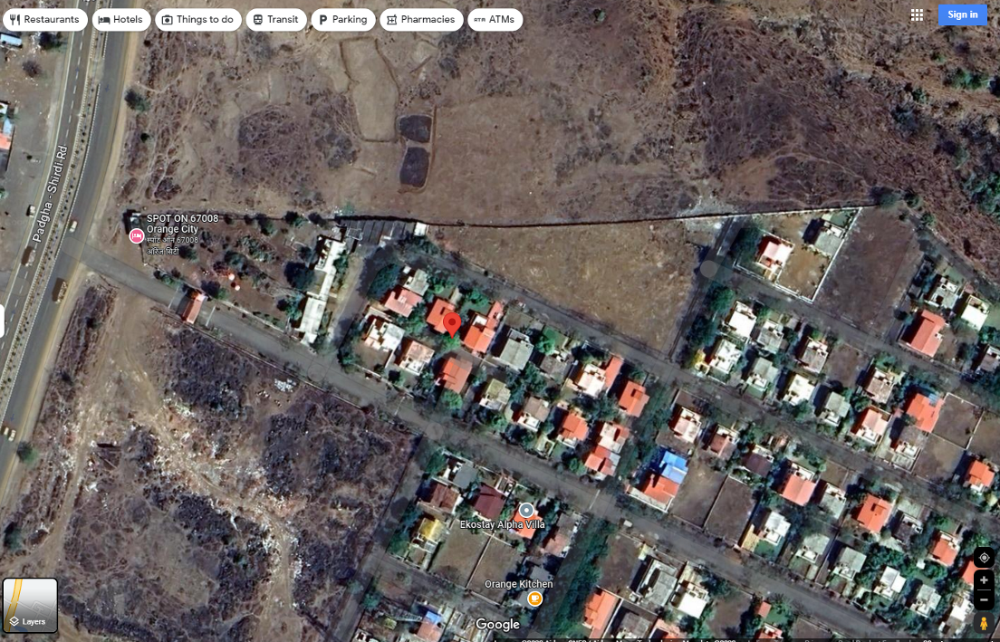 Restaurants
Hotels
Things to do
Transit
Parking
Pharmacies
ATMs
Sign in
Padgha - Shirdi Rd
SPOT ON 67008
Orange City
स्पॉट ऑन 67008
ऑरेंज सिटी
Ekostay Alpha Villa
Orange Kitchen
Layers
Google